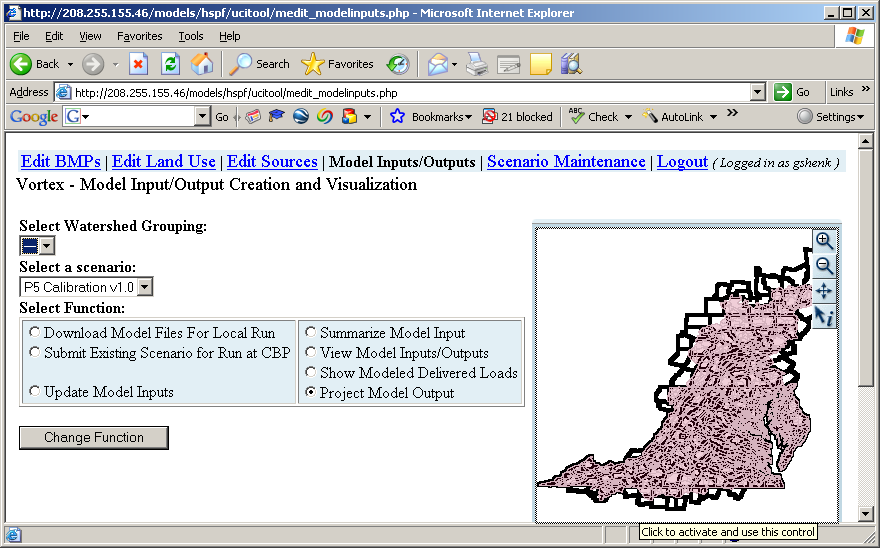 http://208.255.155.46/models/hspf/ucitool/medit_modelinputs.php - Microsoft Internet Explorer
File Edit View Favorites Tools Help
Back Search Favorites
Address http://208.255.155.46/models/hspf/ucitool/medit_modelinputs.php Go Links »
Google G Go Bookmarks 21 blocked ABC Check AutoLink » Settings
Edit BMPs | Edit Land Use | Edit Sources | Model Inputs/Outputs | Scenario Maintenance | Logout ( Logged in as gshenk )
Vortex - Model Input/Output Creation and Visualization
Select Watershed Grouping:
Select a scenario:
P5 Calibration v1.0
Select Function:
Download Model Files For Local Run
Submit Existing Scenario for Run at CBP
Update Model Inputs
Summarize Model Input
View Model Inputs/Outputs
Show Modeled Delivered Loads
Project Model Output
Change Function
Click to activate and use this control